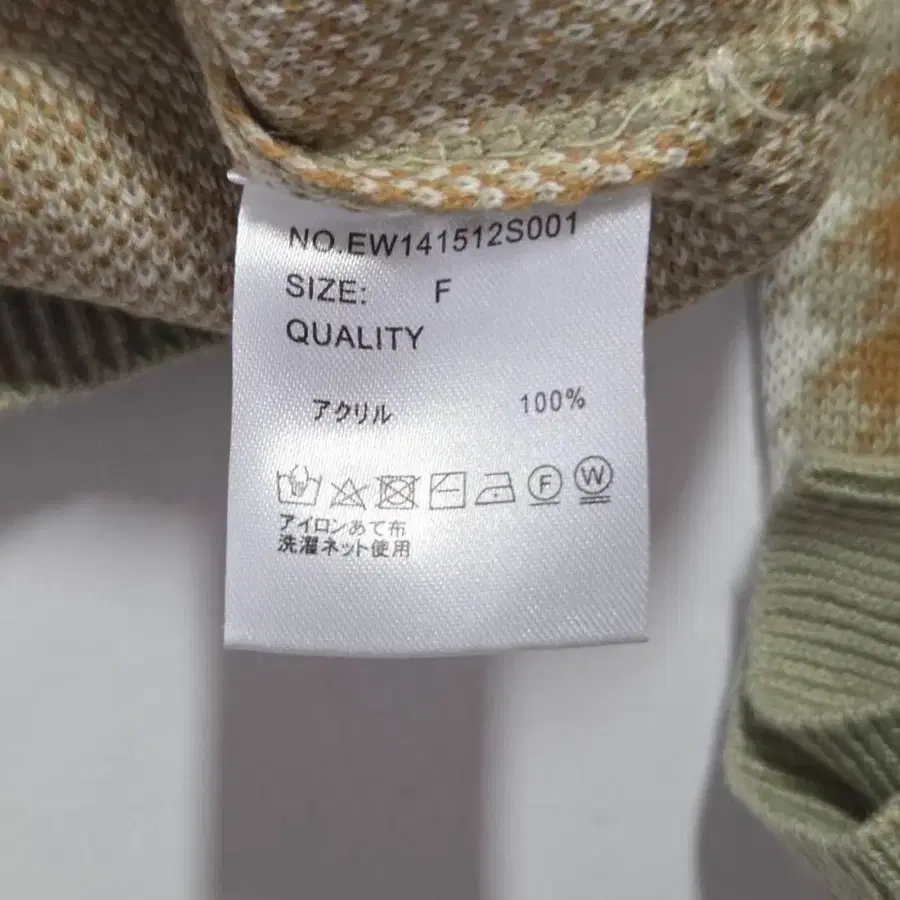 NO.EW141512S001
SIZE: F
QUALITY
アクリル 100%
F W
アイロンあて布
洗濯ネット使用